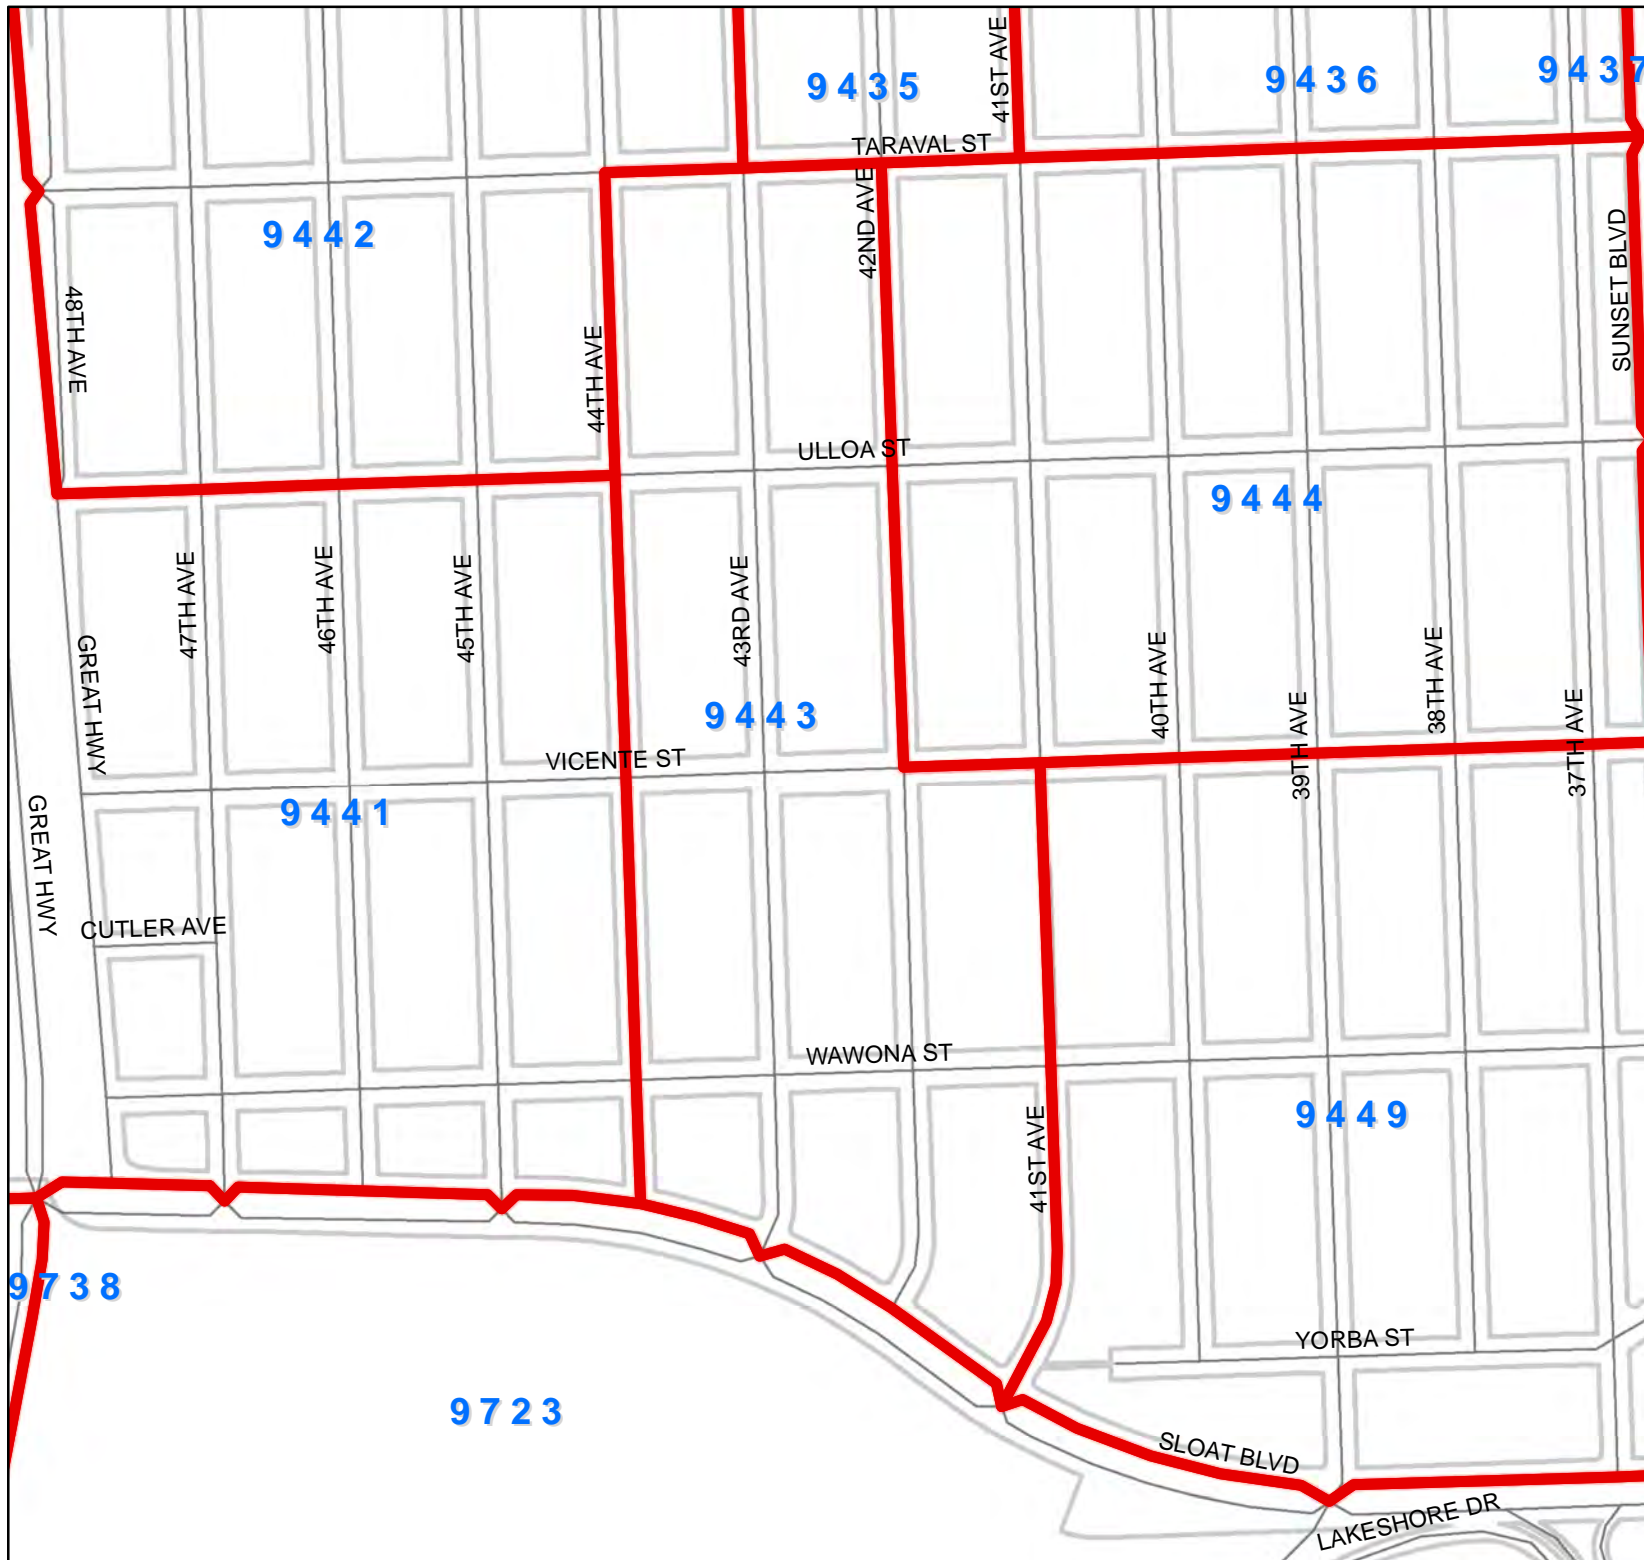 41ST AVE
9435
9436
9437
TARAVAL ST
42ND AVE
9442
48TH AVE
44TH AVE
SUNSET BLVD
ULLOA ST
9444
47TH AVE
46TH AVE
45TH AVE
43RD AVE
GREAT HWY
40TH AVE
38TH AVE
39TH AVE
37TH AVE
9443
VICENTE ST
9441
GREAT HWY
CUTLER AVE
WAWONA ST
9449
41ST AVE
9738
YORBA ST
9723
SLOAT BLVD
LAKESHORE DR